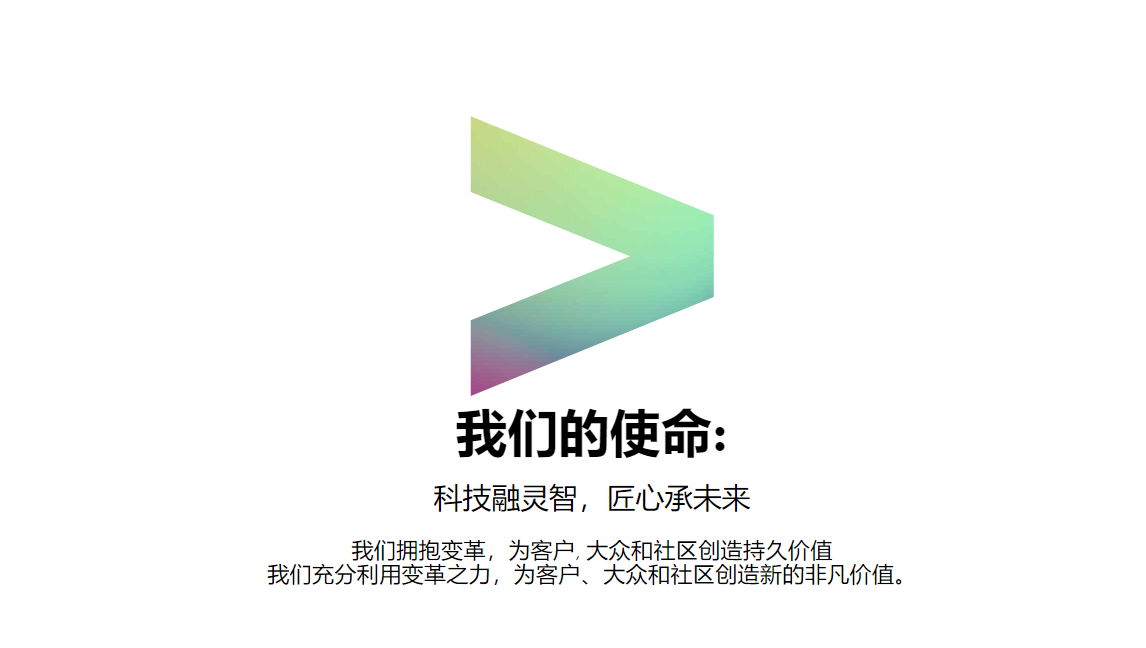 我们的使命:
科技融灵智，匠心承未来
我们拥抱变革，为客户, 大众和社区创造持久价值
我们充分利用变革之力，为客户、大众和社区创造新的非凡价值。